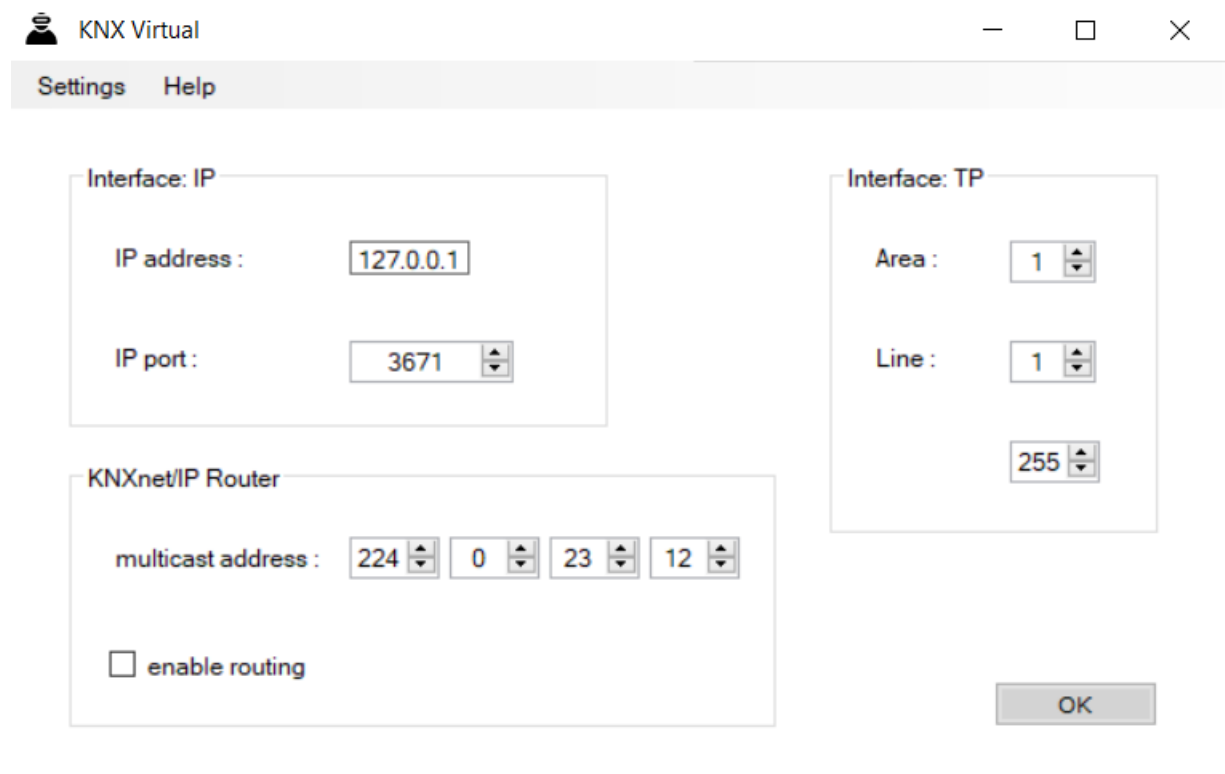 KNX Virtual
Settings Help
Interface: IP
IP address : 127.0.0.1
IP port : 3671
Interface: TP
Area : 1
Line : 1
255
KNXnet/IP Router
multicast address : 224 0 23 12
enable routing
OK